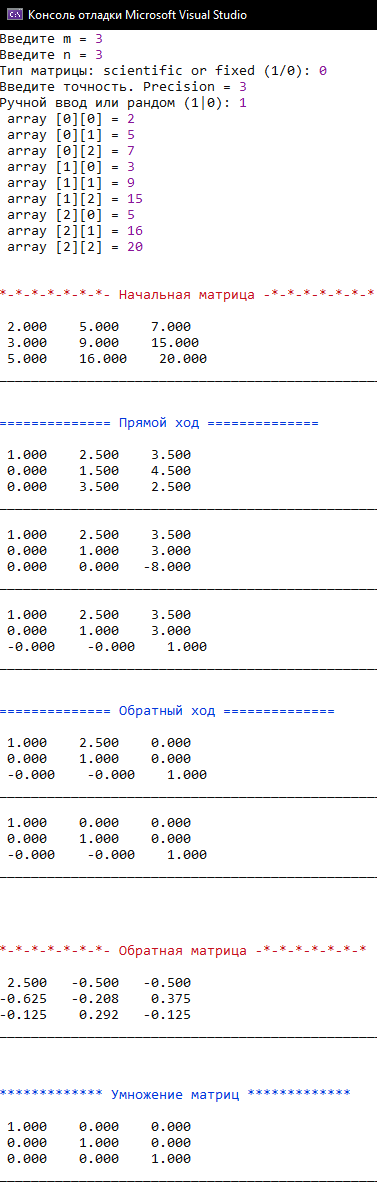 Консоль отладки Microsoft Visual Studio
Введите m = 3
Введите n = 3
Тип матрицы: scientific or fixed (1/0): 0
Введите точность. Precision = 3
Ручной ввод или рандом (1|0): 1
array [0][0] = 2
array [0][1] = 5
array [0][2] = 7
array [1][0] = 3
array [1][1] = 9
array [1][2] = 15
array [2][0] = 5
array [2][1] = 16
array [2][2] = 20
*-*-*-*-*-*-*- Начальная матрица -*-*-*-*-*-*-*
2.000 5.000 7.000
3.000 9.000 15.000
5.000 16.000 20.000
============== Прямой ход ==============
1.000 2.500 3.500
0.000 1.500 4.500
0.000 3.500 2.500
1.000 2.500 3.500
0.000 1.000 3.000
0.000 0.000 -8.000
1.000 2.500 3.500
0.000 1.000 3.000
-0.000 -0.000 1.000
============== Обратный ход ==============
1.000 2.500 0.000
0.000 1.000 0.000
-0.000 -0.000 1.000
1.000 0.000 0.000
0.000 1.000 0.000
-0.000 -0.000 1.000
*-*-*-*-*-*-*- Обратная матрица -*-*-*-*-*-*-*
2.500 -0.500 -0.500
-0.625 -0.208 0.375
-0.125 0.292 -0.125
************* Умножение матриц *************
1.000 0.000 0.000
0.000 1.000 0.000
0.000 0.000 1.000